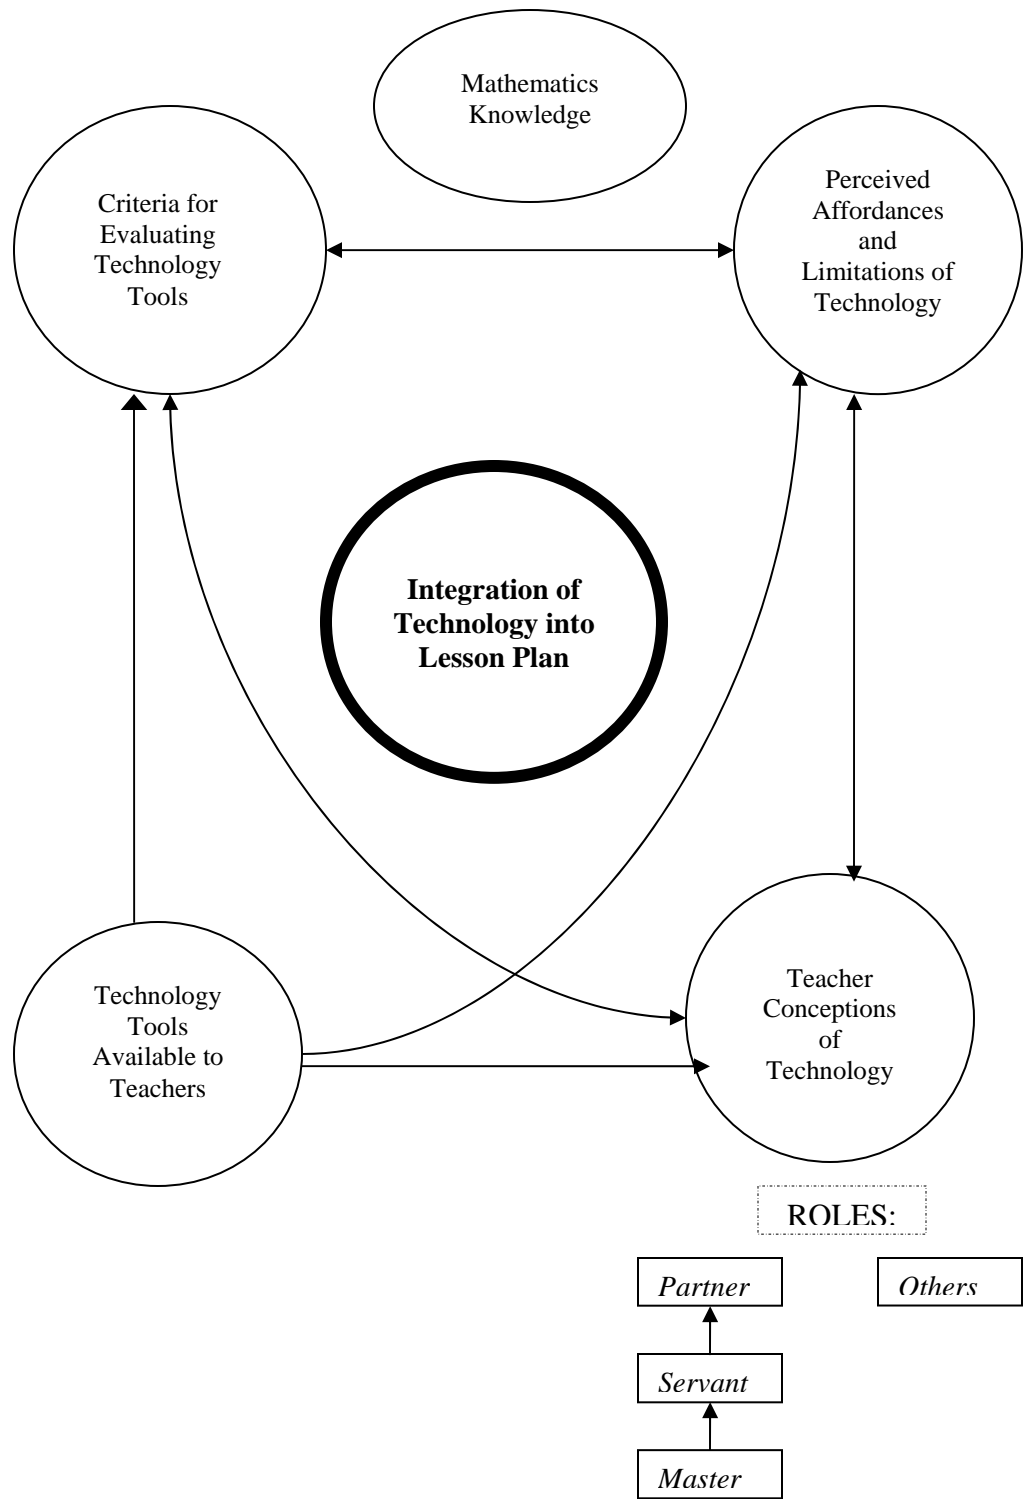 Mathematics
Knowledge
Criteria for
Evaluating
Technology
Tools
Perceived
Affordances
and
Limitations of
Technology
Integration of
Technology into
Lesson Plan
Technology
Tools
Available to
Teachers
Teacher
Conceptions
of
Technology
ROLES:
Partner
Others
Servant
Master